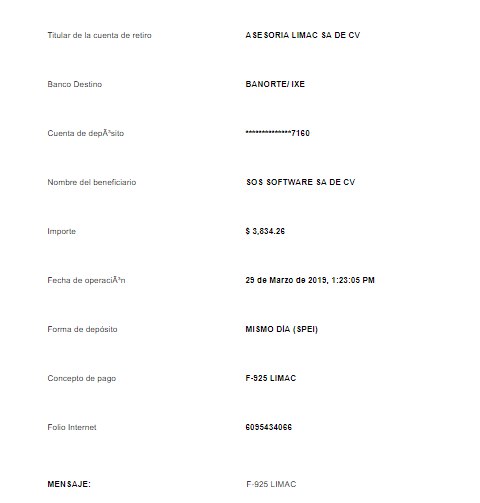 Titular de la cuenta de retiro ASESORIA LIMAC SA DE CV
Banco Destino BANORTE/ IXE
Cuenta de depÃ³sito **************7160
Nombre del beneficiario SOS SOFTWARE SA DE CV
Importe $ 3,834.26
Fecha de operaciÃ³n 29 de Marzo de 2019, 1:23:05 PM
Forma de depósito MISMO DÍA (SPEI)
Concepto de pago F-925 LIMAC
Folio Internet 6095434066
MENSAJE: F-925 LIMAC